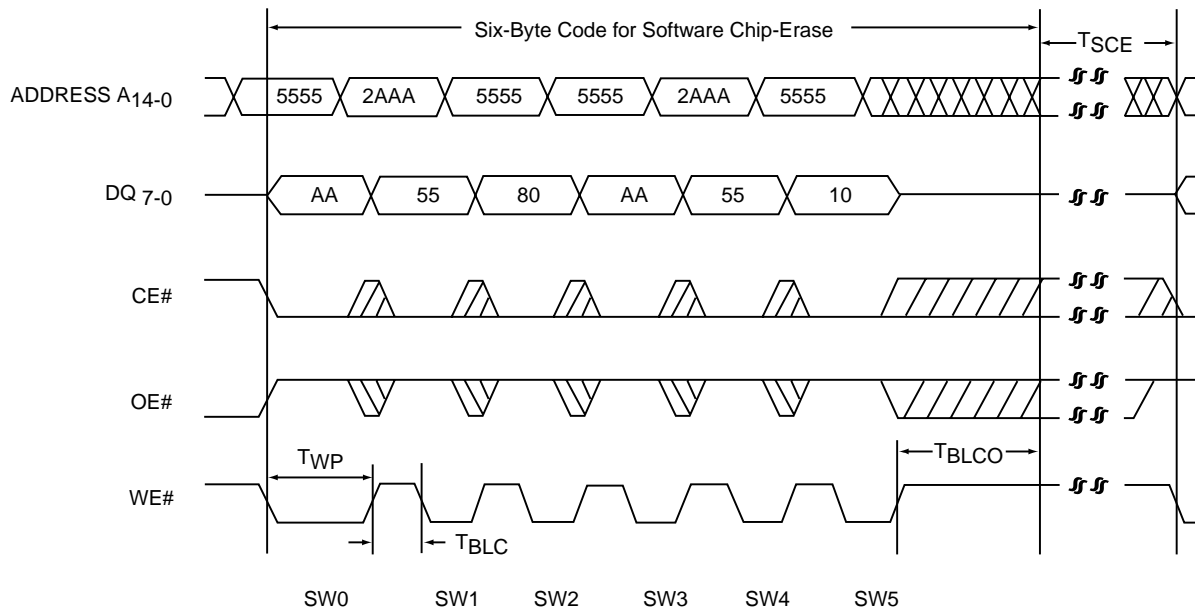 Six-Byte Code for Software Chip-Erase
TSCE
ADDRESS A14-0
5555 2AAA 5555 5555 2AAA 5555
DQ 7-0
AA 55 80 AA 55 10
CE#
OE#
TWP
TBLCO
WE#
TBLC
SW0 SW1 SW2 SW3 SW4 SW5